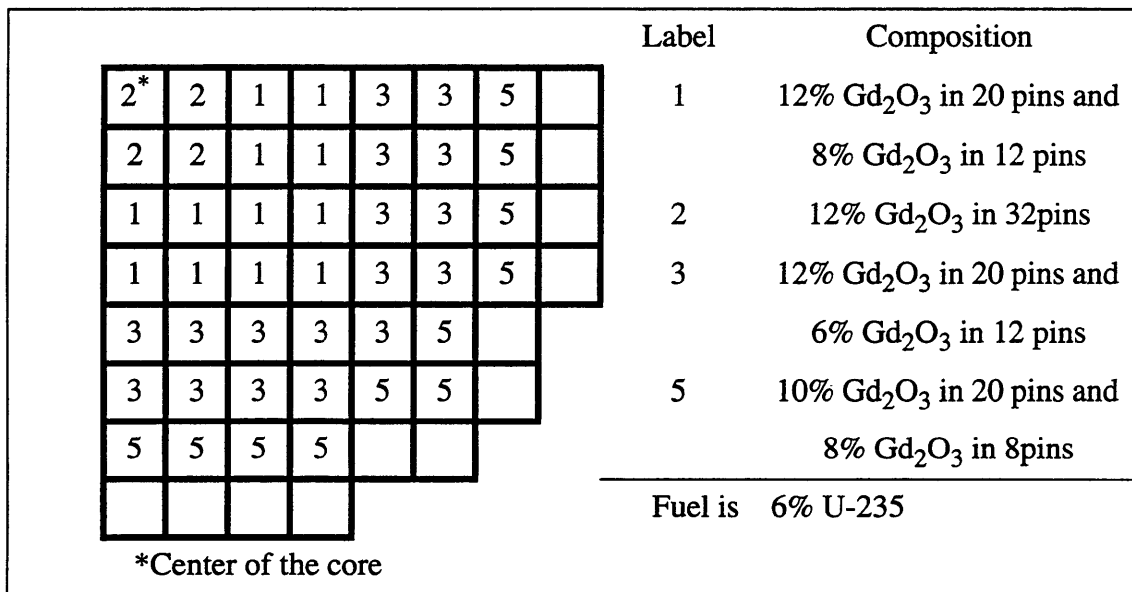 Label Composition
2* 2 1 1 3 3 5
1 12% Gd₂O₃ in 20 pins and
2 2 1 1 3 3 5
8% Gd₂O₃ in 12 pins
1 1 1 1 3 3 5
2 12% Gd₂O₃ in 32pins
1 1 1 1 3 3 5
3 12% Gd₂O₃ in 20 pins and
3 3 3 3 3 5
6% Gd₂O₃ in 12 pins
3 3 3 3 5 5
5 10% Gd₂O₃ in 20 pins and
5 5 5 5
8% Gd₂O₃ in 8pins
Fuel is 6% U-235
*Center of the core